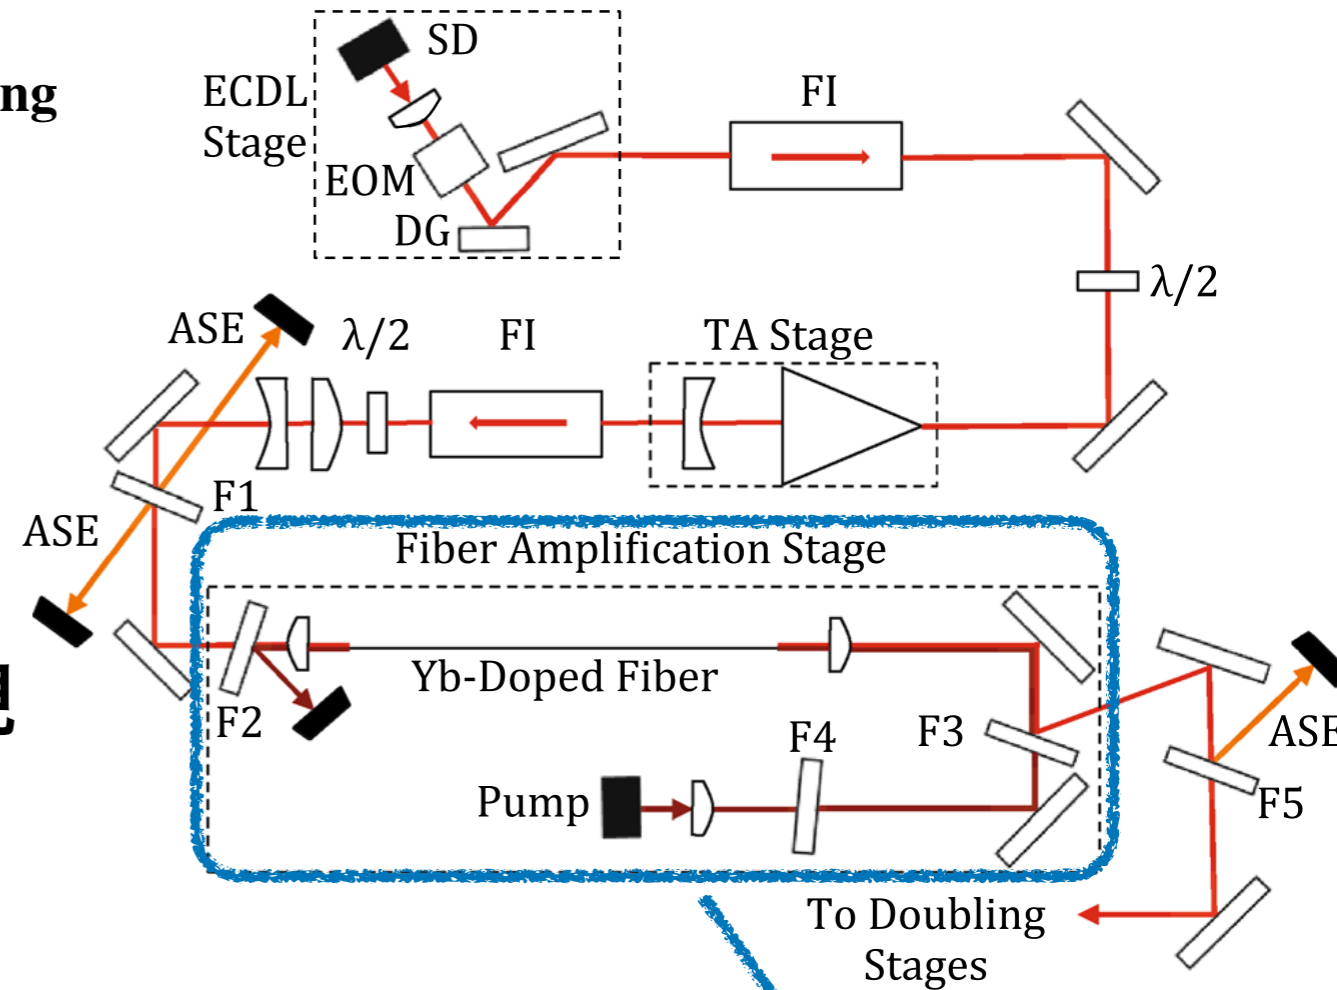 ng
SD
ECDL
Stage
EOM
DG
FI
λ/2
ASE
λ/2
FI
TA Stage
F1
ASE
Fiber Amplification Stage
Yb-Doped Fiber
F2
F4
F3
Pump
ASE
F5
To Doubling
Stages